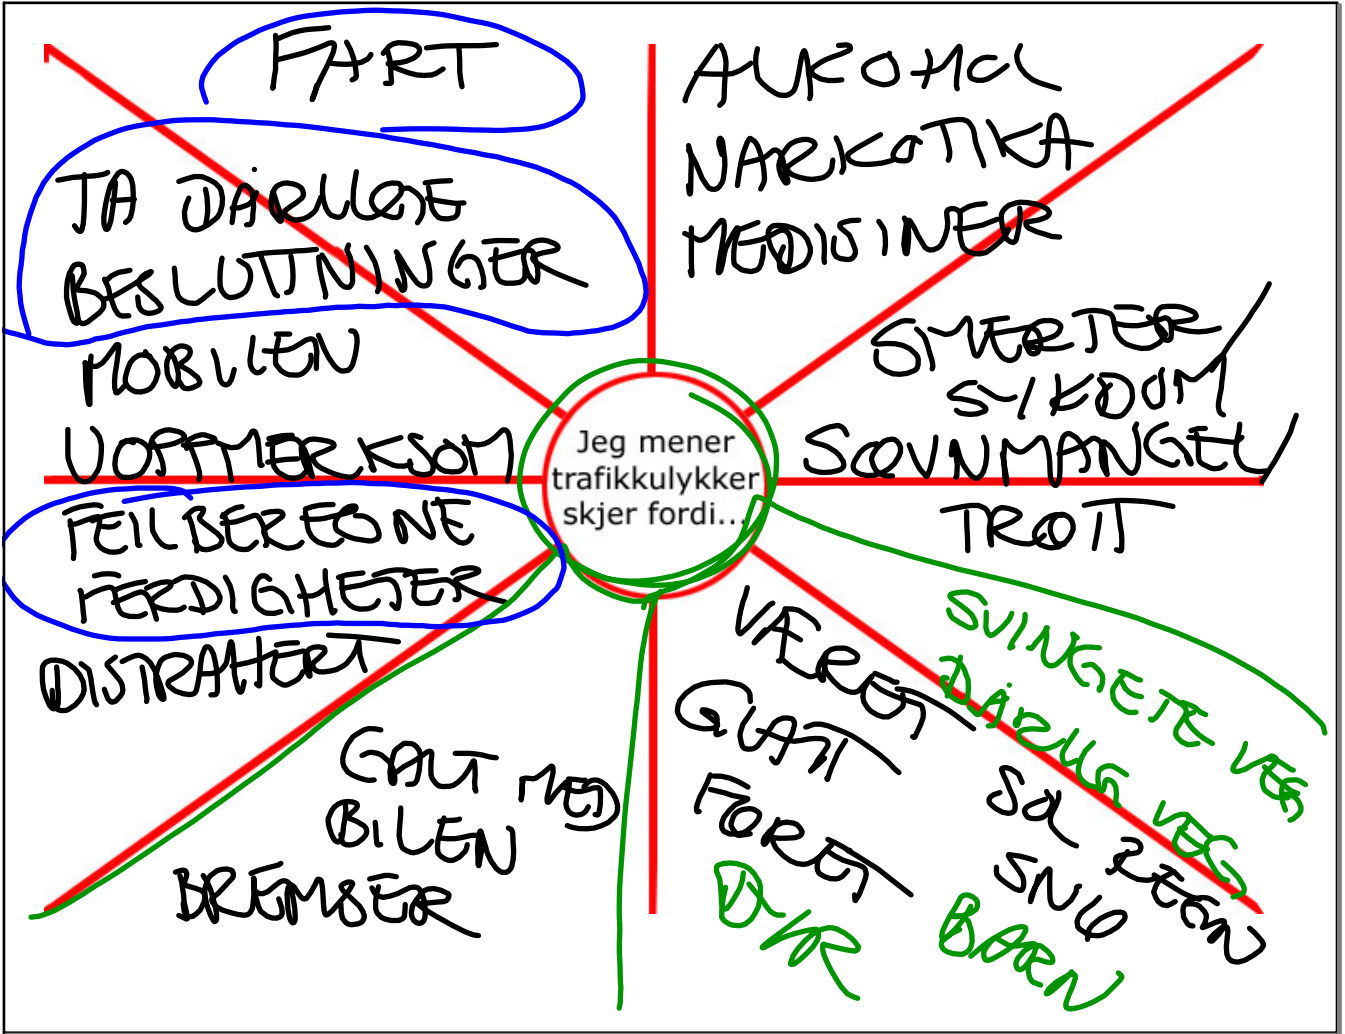 FART
TA DÅRLIGE
BESLUTTNINGER
MOBILEN
UOPPMERKSOM
FEILBEREGNE
FERDIGHETER
DISTRAHERT
ALKOHOL
NARKOTIKA
MEDISINER
SMERTER
SYKDOM
SØVNMANGEL
TRØTT
Jeg mener
trafikkulykker
skjer fordi...
GALT MED
BILEN
BREMSER
VÆRET
GLATT
FØRET
DYR
SVINGETE VEG
DÅRLIG VEG
SOL REGN
SNØ
BARN